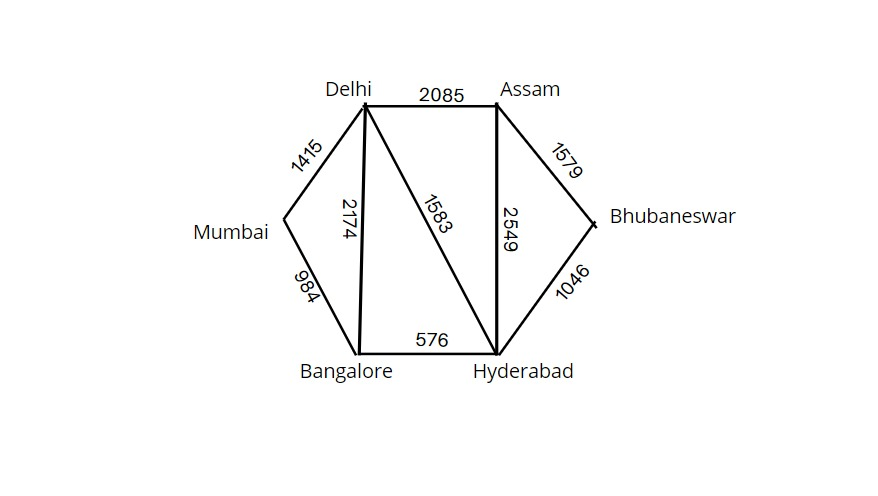 Delhi
2085
Assam
1415
1579
2174
1583
2549
Mumbai
Bhubaneswar
984
1046
576
Bangalore
Hyderabad